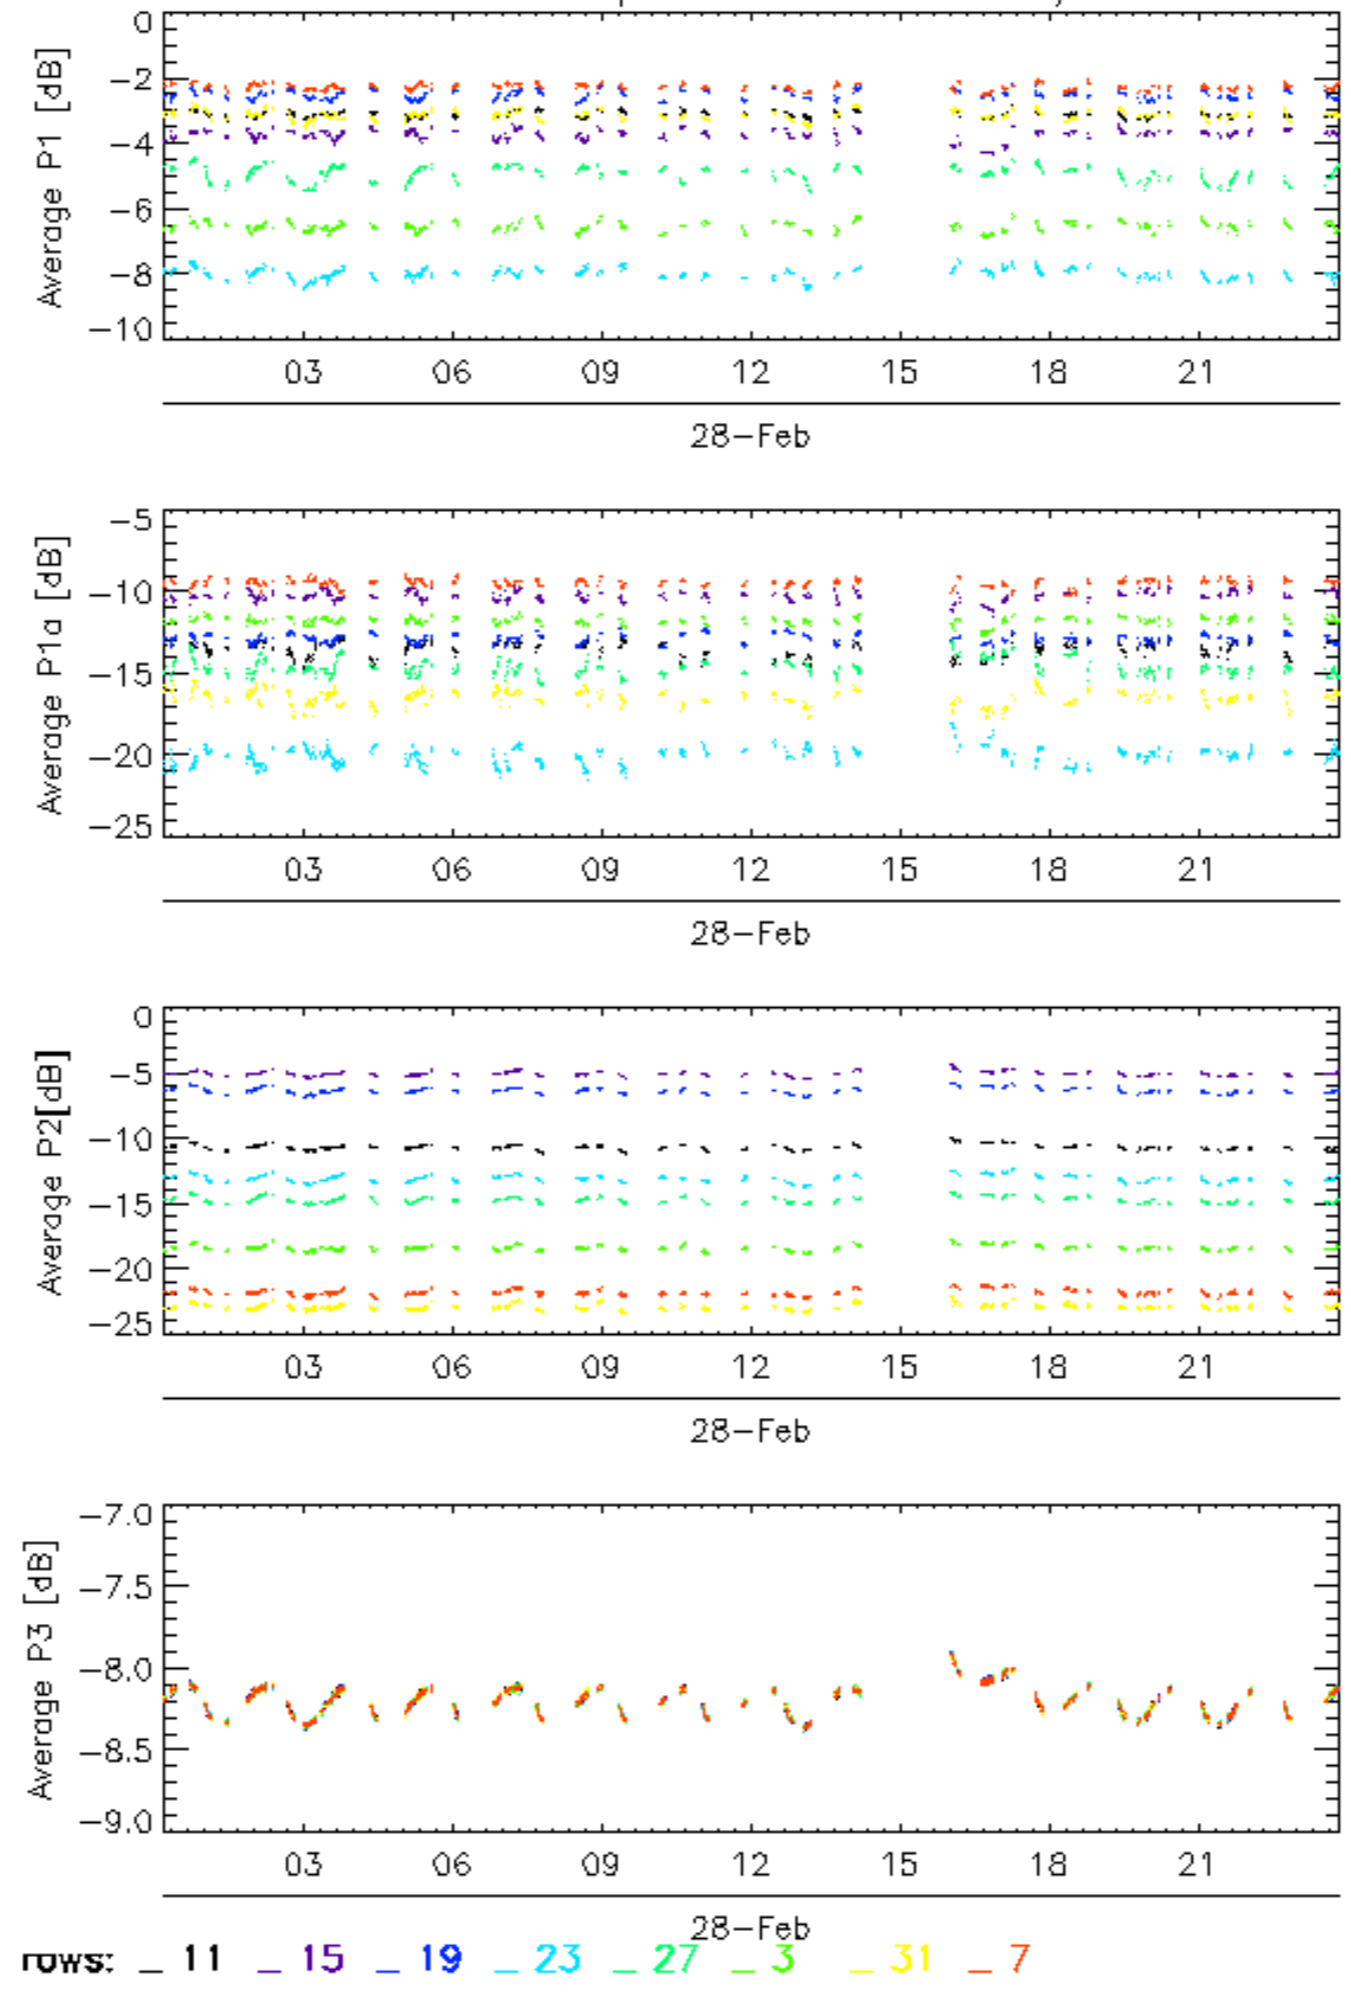 0
−2
−4
−6
−8
−10
Average P1 [dB]
03 06 09 12 15 18 21
28−Feb
−5
−10
−15
−20
−25
Average P1a [dB]
03 06 09 12 15 18 21
28−Feb
0
−5
−10
−15
−20
−25
Average P2[dB]
03 06 09 12 15 18 21
28−Feb
−7.0
−7.5
−8.0
−8.5
−9.0
Average P3 [dB]
03 06 09 12 15 18 21
28−Feb
rows: _ 11 _ 15 _ 19 _ 23 _ 27 _ 3 _ 31 _ 7